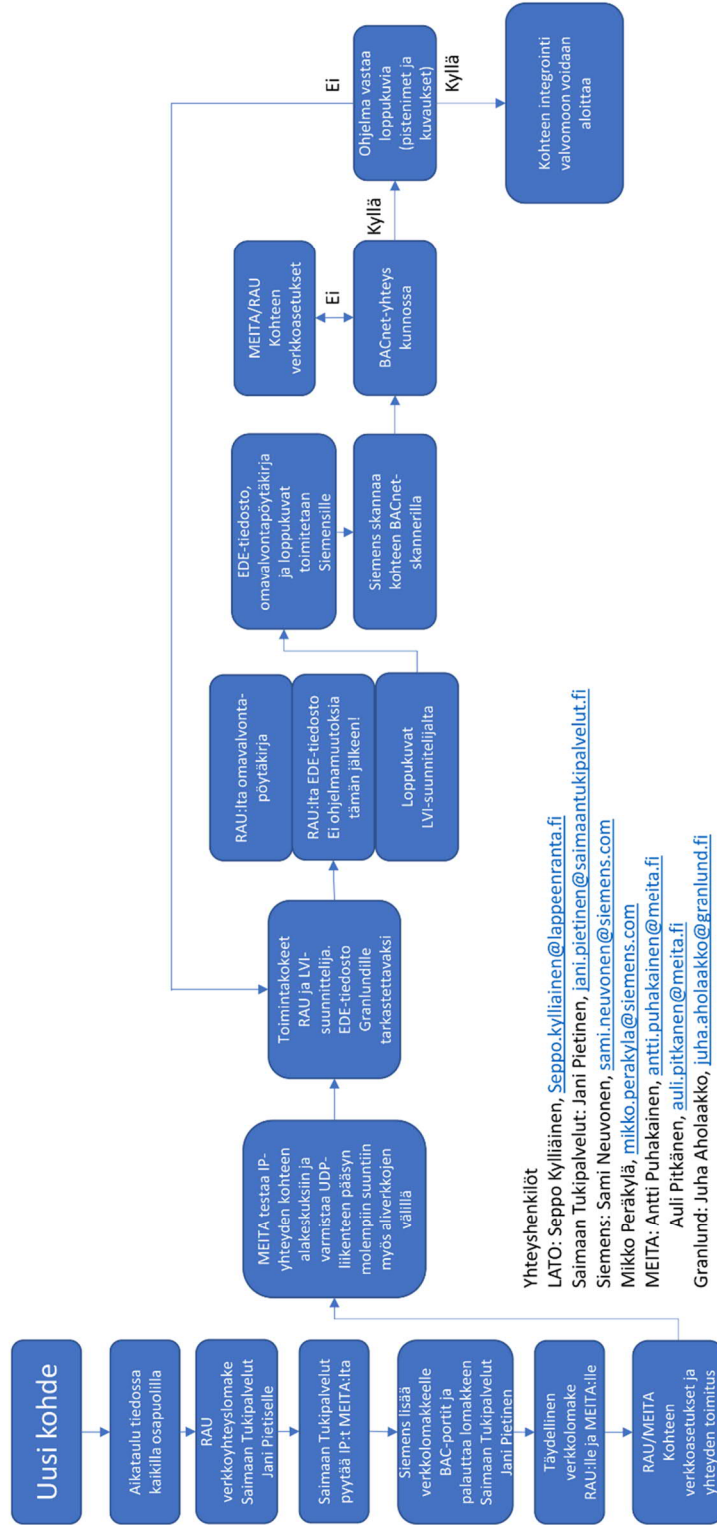 Uusi kohde
Aikataulu tiedossa
kaikilla osapuolilla
RAU
verkkoyhteyslomake
Saimaan Tukipalvelut
Jani Pietiselle
Saimaan Tukipalvelut
pyytää IP:t MEITA:lta
Siemens lisää
verkkolomakkeelle
BAC-portit ja
palauttaa lomakkeen
Saimaan Tukipalvelut
Jani Pietinen
Täydellinen
verkkolomake
RAU:lle ja MEITA:lle
RAU/MEITA
Kohteen
verkkoasetukset ja
yhteyden toimitus
MEITA testaa IP-
yhteyden kohteen
alakeskuksiin ja
varmistaa UDP-
liikenteen pääsyn
molempiin suuntiin
myös aliverkkojen
välillä
Toimintakokeet
RAU ja LVI-
suunnittelija.
EDE-tiedosto
Granlundille
tarkastettavaksi
RAU:lta omavalvonta-
pöytäkirja
RAU:lta EDE-tiedosto
Ei ohjelmamuutoksia
tämän jälkeen!
Loppukuvat
LVI-suunnitelijalta
EDE-tiedosto,
omavalvontapöytäkirja
ja loppukuvat
toimitetaan
Siemensille
Siemens skannaa
kohteen BACnet-
skannerilla
MEITA/RAU
Kohteen
verkkoasetukset
Ei
BACnet-yhteys
kunnossa
Kyllä
Ei
Ohjelma vastaa
loppukuvia
(pistenimet ja
kuvaukset)
Kyllä
Kohteen integrointi
valvomoon voidaan
aloittaa
Yhteyshenkilöt
LATO: Seppo Kylliäinen, Seppo.kylliainen@lappeenranta.fi
Saimaan Tukipalvelut: Jani Pietinen, jani.pietinen@saimaantukipalvelut.fi
Siemens: Sami Neuvonen, sami.neuvonen@siemens.com
Mikko Peräkylä, mikko.perakyla@siemens.com
MEITA: Antti Puhakainen, antti.puhakainen@meita.fi
Auli Pitkänen, auli.pitkanen@meita.fi
Granlund: Juha Aholaakko, juha.aholaakko@granlund.fi